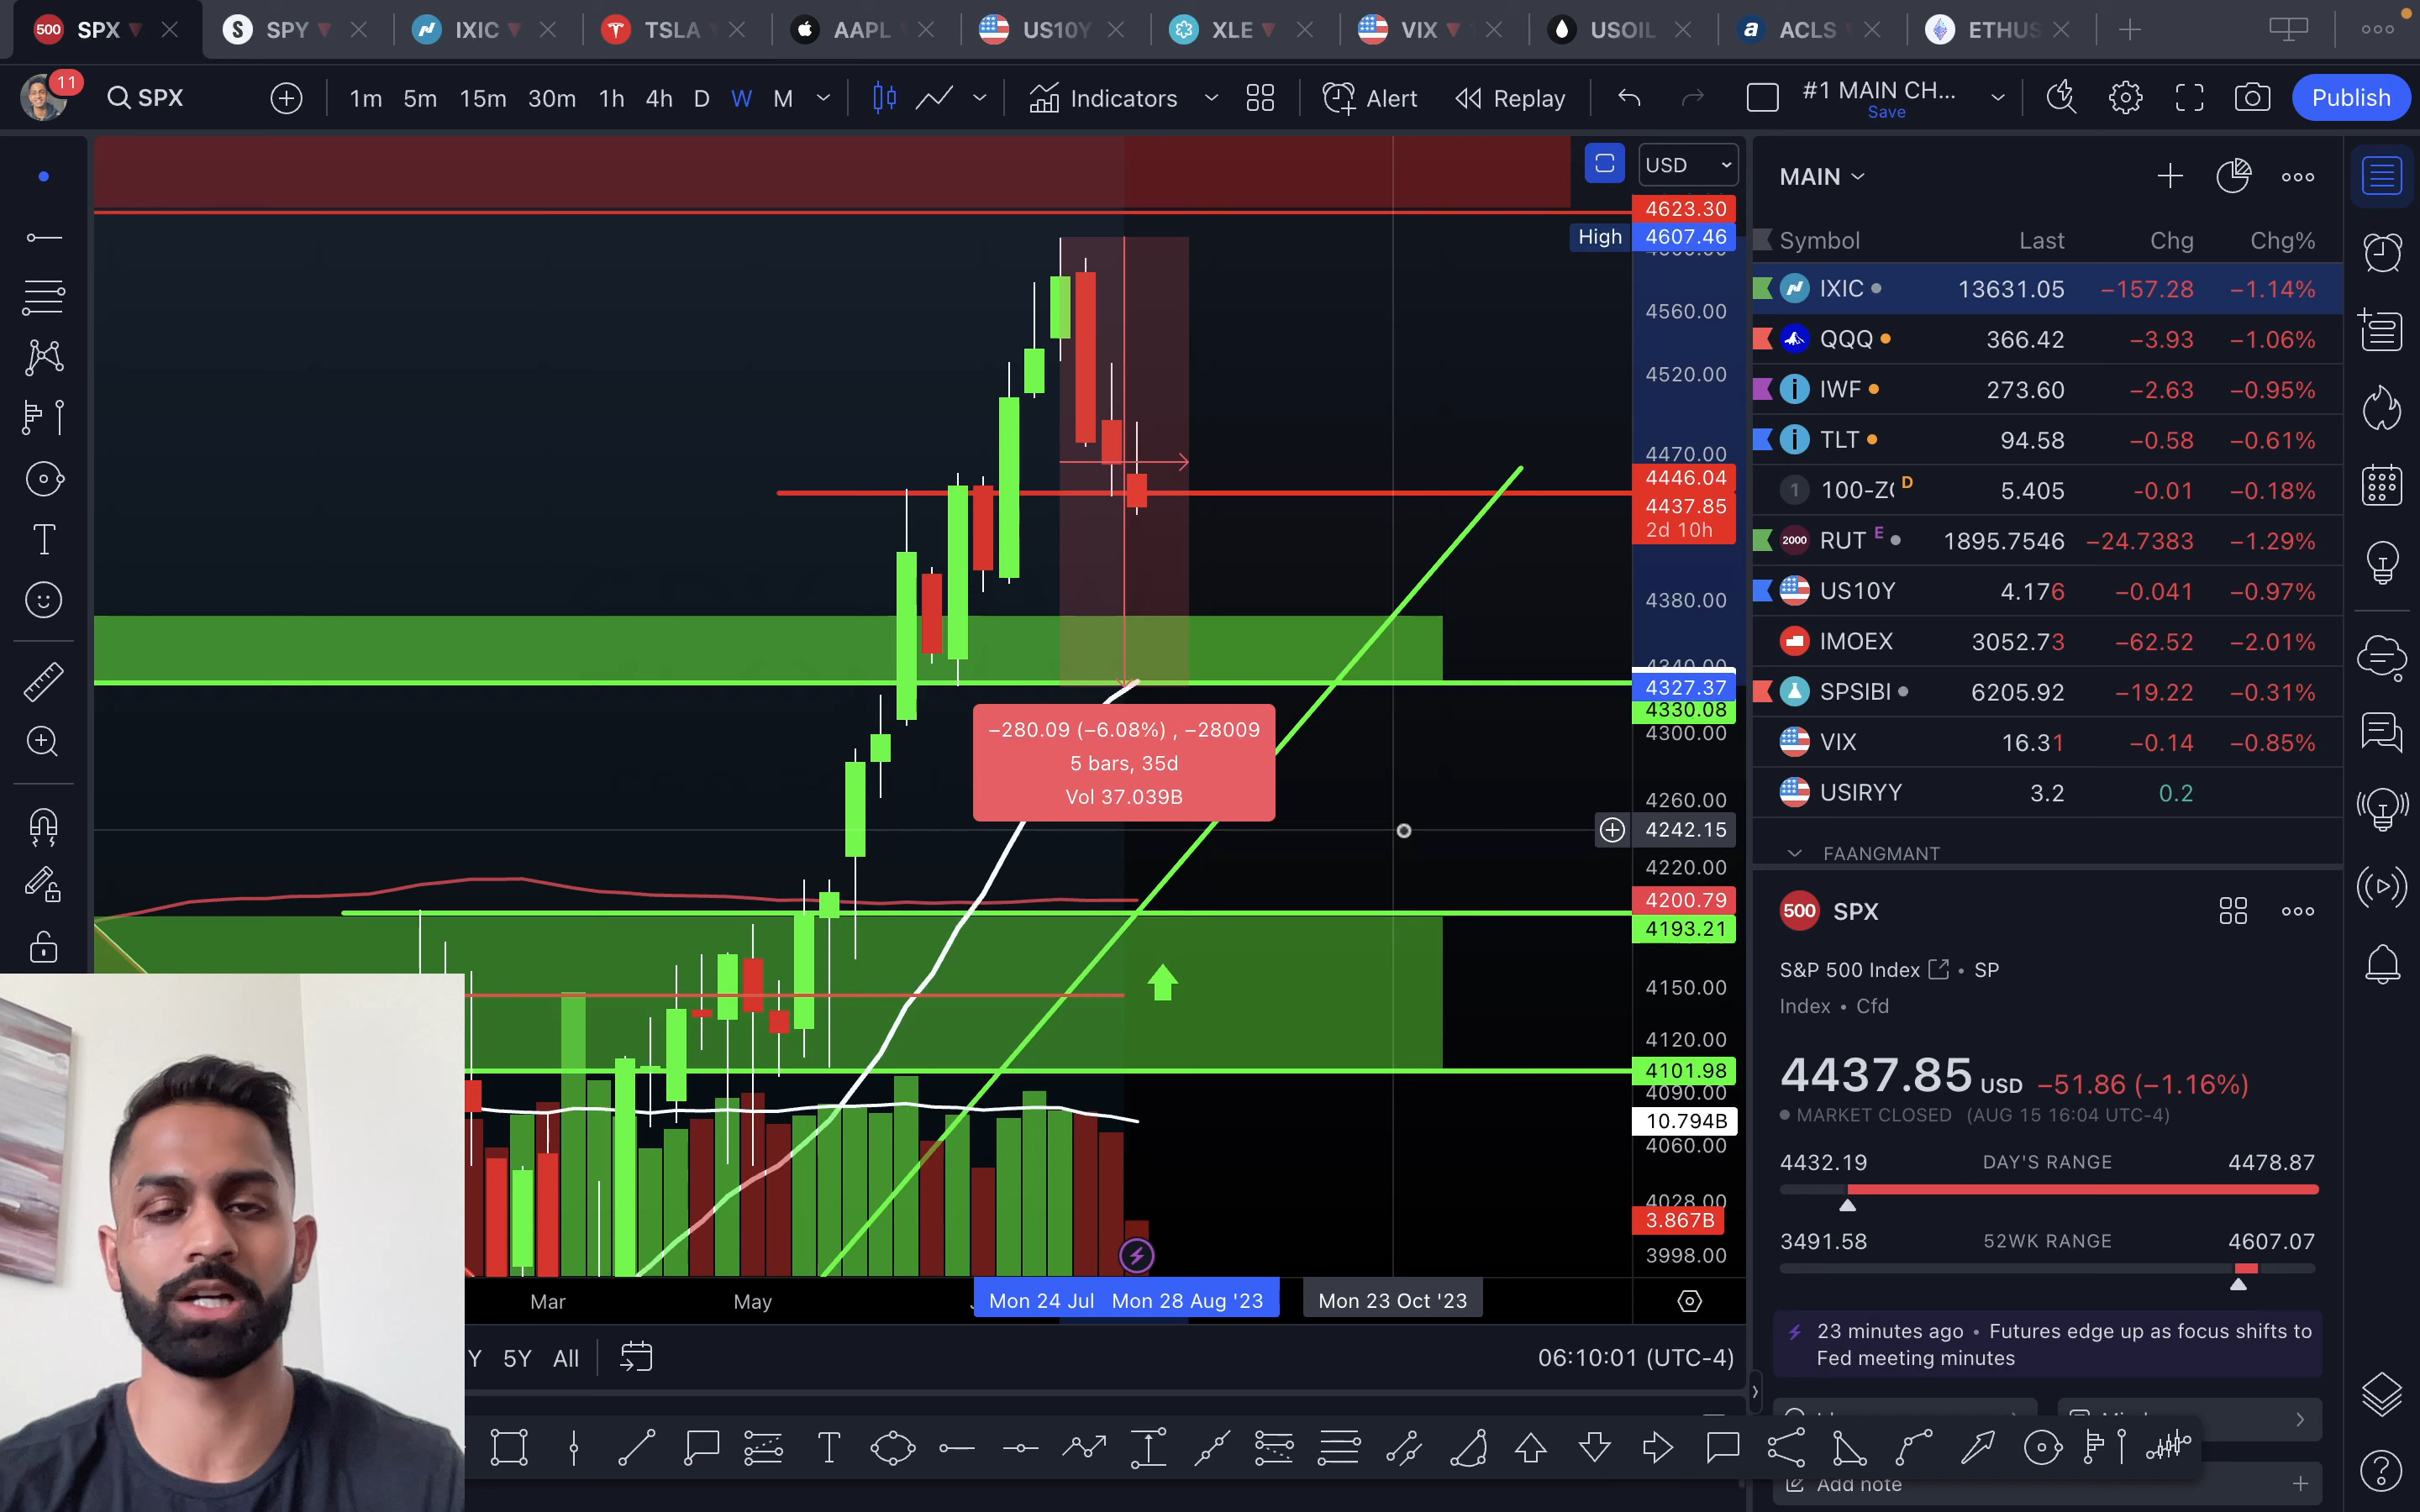 500 SPX
S SPY
IXIC
TSLA
AAPL
US10Y
XLE
VIX
USOIL
a ACLS
ETHUS
11
SPX
1m 5m 15m 30m 1h 4h D W M
Indicators
Alert
Replay
#1 MAIN CH...
Save
Publish
USD
4623.30
High 4607.46
4560.00
4520.00
4470.00
4446.04
4437.85
2d 10h
4380.00
4340.00
4327.37
4330.08
4300.00
4260.00
4242.15
4220.00
4200.79
4193.21
4150.00
4120.00
4101.98
4090.00
10.794B
4060.00
4028.00
3.867B
3998.00
−280.09 (−6.08%) , −28009
5 bars, 35d
Vol 37.039B
Mar May Mon 24 Jul Mon 28 Aug '23 Mon 23 Oct '23
Y 5Y All
06:10:01 (UTC-4)
MAIN
Symbol Last Chg Chg%
IXIC 13631.05 −157.28 −1.14%
QQQ 366.42 −3.93 −1.06%
IWF 273.60 −2.63 −0.95%
TLT 94.58 −0.58 −0.61%
1 100-Z D 5.405 -0.01 −0.18%
2000 RUT E 1895.7546 −24.7383 −1.29%
US10Y 4.176 −0.041 −0.97%
IMOEX 3052.73 −62.52 −2.01%
SPSIBI 6205.92 −19.22 −0.31%
VIX 16.31 −0.14 −0.85%
USIRYY 3.2 0.2
FAANGMANT
500 SPX
S&P 500 Index • SP
Index • Cfd
4437.85 USD −51.86 (−1.16%)
MARKET CLOSED (AUG 15 16:04 UTC-4)
4432.19 DAY'S RANGE 4478.87
3491.58 52WK RANGE 4607.07
23 minutes ago • Futures edge up as focus shifts to
Fed meeting minutes
Add note